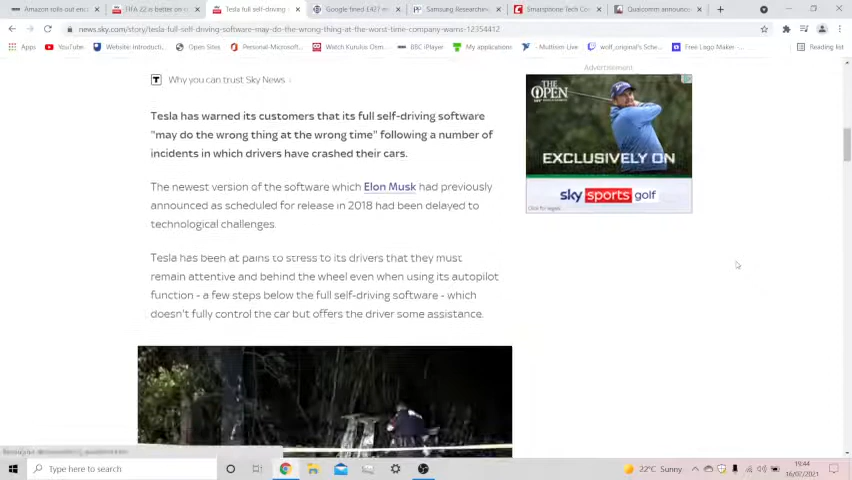 Amazon rolls out enc
FIFA 22 is better on c
Tesla full self-driving
Google fined £427 m
Samsung Researche
Smartphone Tech Co
Qualcomm announc
news.sky.com/story/tesla-full-self-driving-software-may-do-the-wrong-thing-at-the-worst-time-company-warns-12354412
Apps
YouTube
Website: Introducti...
Open Sites
Personal-Microsoft...
Watch Kurulus Osma...
BBC iPlayer
My applications
- Multixm Live
wolf_original's Sche...
Free Logo Maker -...
Reading list
T Why you can trust Sky News
Advertisement
THE OPEN
EXCLUSIVELY ON
sky sports golf
Tesla has warned its customers that its full self-driving software
"may do the wrong thing at the wrong time" following a number of
incidents in which drivers have crashed their cars.
The newest version of the software which Elon Musk had previously
announced as scheduled for release in 2018 had been delayed to
technological challenges.
Tesla has been at pains to stress to its drivers that they must
remain attentive and behind the wheel even when using its autopilot
function - a few steps below the full self-driving software - which
doesn't fully control the car but offers the driver some assistance.
Type here to search
22°C Sunny
19:44
16/07/2021